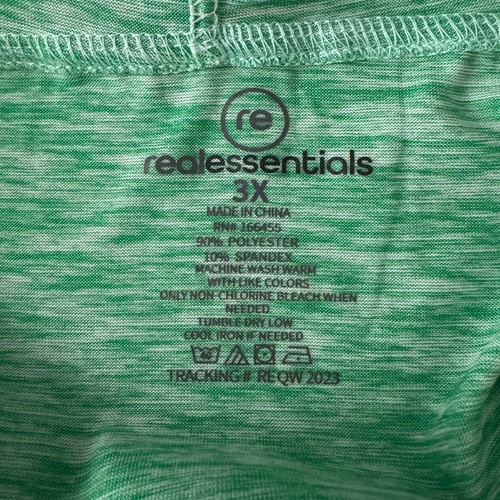 re
realessentials
3X
MADE IN CHINA
RN# 166455
90% POLYESTER
10% SPANDEX
MACHINE WASH WARM
WITH LIKE COLORS
ONLY NON-CHLORINE BLEACH WHEN
NEEDED
TUMBLE DRY LOW
COOL IRON IF NEEDED
TRACKING# REQW 2023